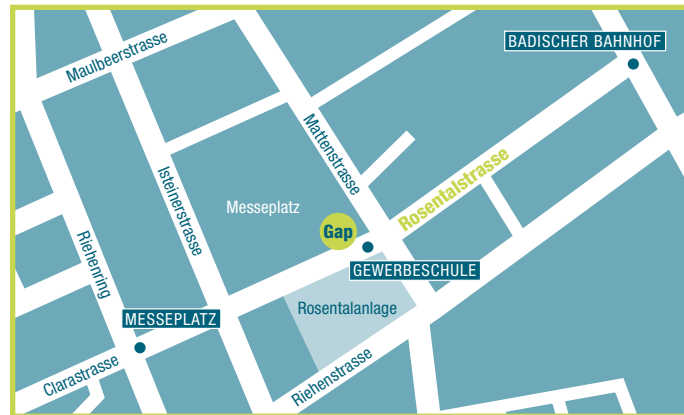 BADISCHER BAHNHOF
Maulbeerstrasse
Mattenstrasse
Isteinerstrasse
Rosentalstrasse
Messeplatz
Gap
Riehenring
GEWERBESCHULE
Rosentalanlage
MESSEPLATZ
Riehenstrasse
Clarastrasse